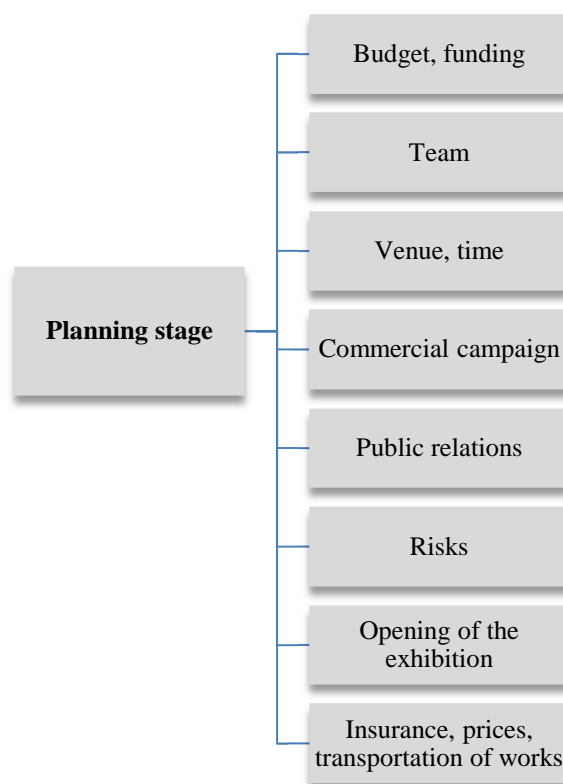 Budget, funding
Team
Venue, time
Planning stage
Commercial campaign
Public relations
Risks
Opening of the
exhibition
Insurance, prices,
transportation of works